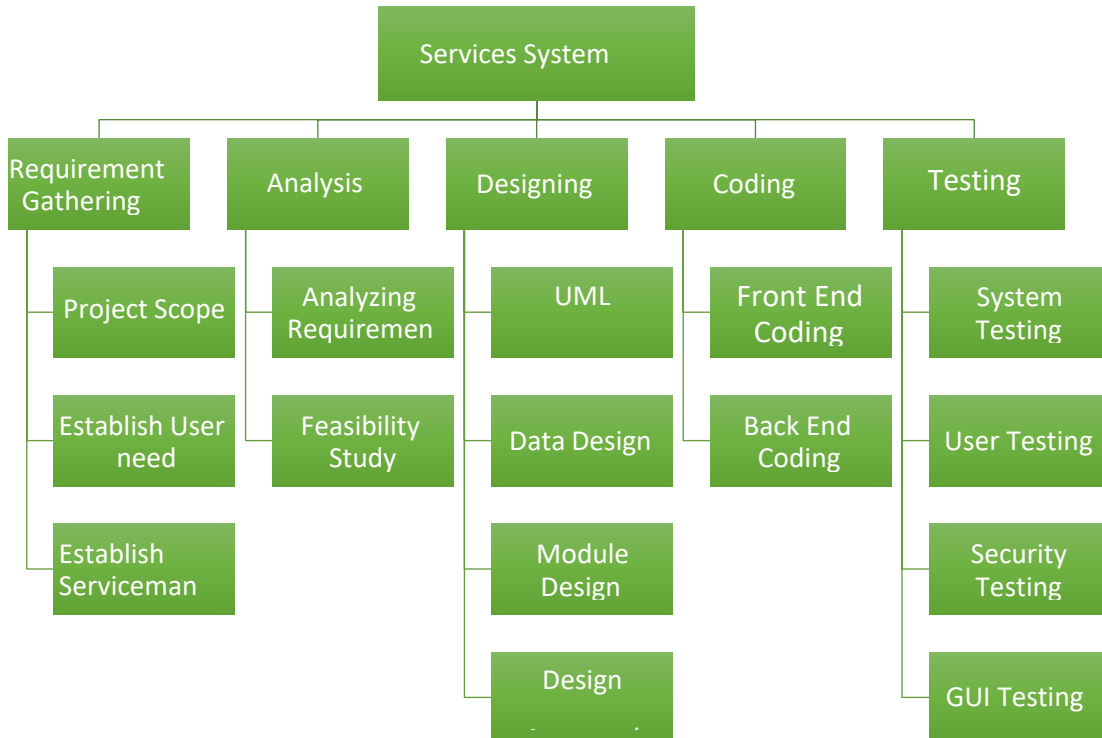 Services System
Requirement
Gathering
Analysis
Designing
Coding
Testing
Project Scope
Analyzing
Requiremen
UML
Front End
Coding
System
Testing
Establish User
need
Feasibility
Study
Data Design
Back End
Coding
User Testing
Establish
Serviceman
Module
Design
Security
Testing
Design
GUI Testing